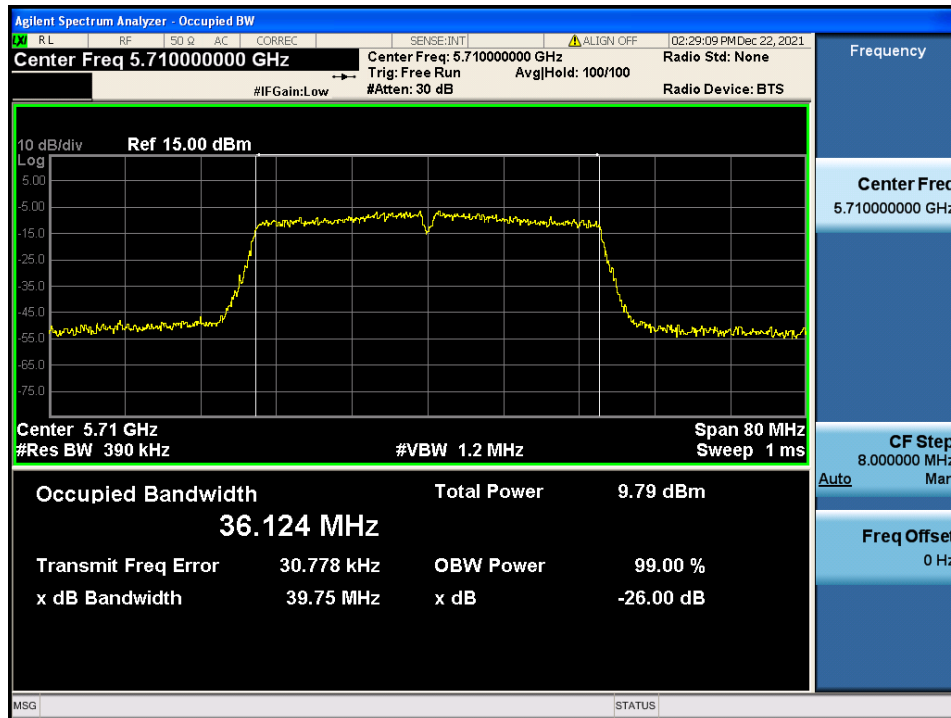 Agilent Spectrum Analyzer - Occupied BW
LXI RL RF 50 Ω AC CORREC SENSE:INT ALIGN OFF 02:29:09 PM Dec 22, 2021
Center Freq 5.710000000 GHz
Center Freq: 5.710000000 GHz
Radio Std: None
Trig: Free Run Avg|Hold: 100/100
#IFGain:Low
#Atten: 30 dB
Radio Device: BTS
10 dB/div Ref 15.00 dBm
Log
5.00
-5.00
-15.0
-25.0
-35.0
-45.0
-55.0
-65.0
-75.0
Center 5.71 GHz Span 80 MHz
#Res BW 390 kHz #VBW 1.2 MHz Sweep 1 ms
Occupied Bandwidth Total Power 9.79 dBm
36.124 MHz
Transmit Freq Error 30.778 kHz OBW Power 99.00 %
x dB Bandwidth 39.75 MHz x dB -26.00 dB
Frequency
Center Freq
5.710000000 GHz
CF Step
8.000000 MHz
Auto Man
Freq Offset
0 Hz
MSG STATUS